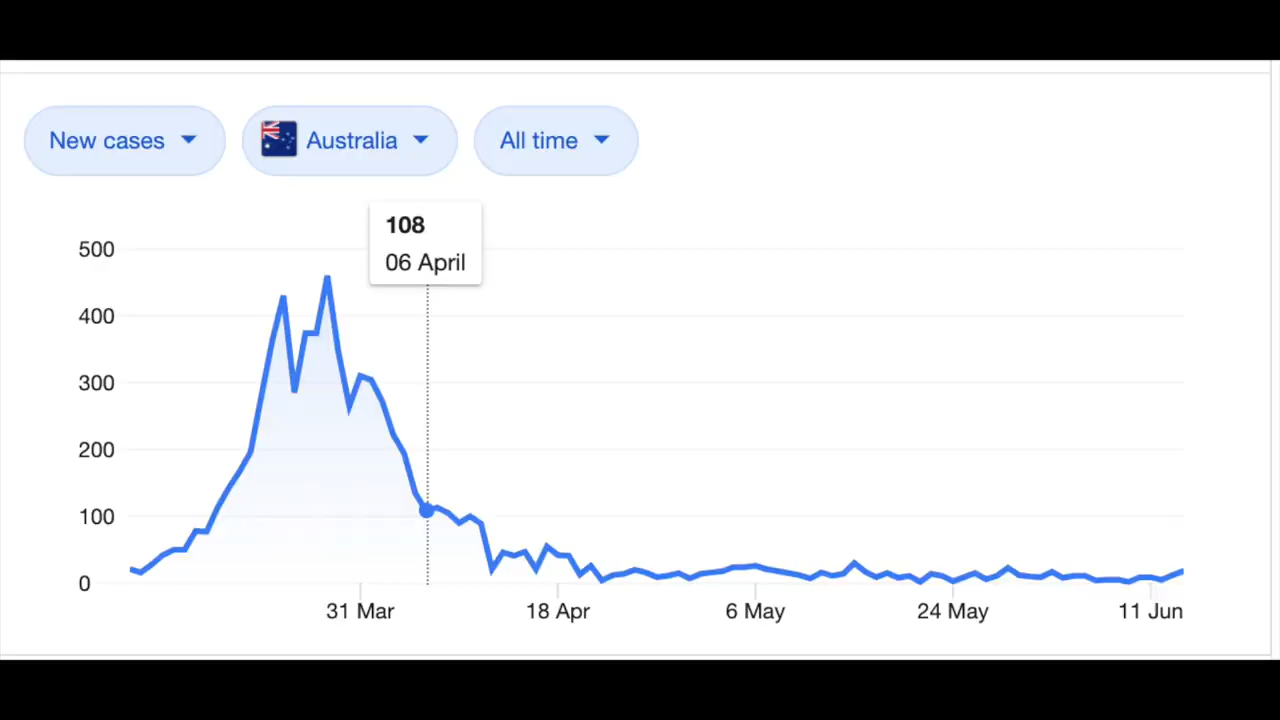 New cases
Australia
All time
108
06 April
500
400
300
200
100
0
31 Mar
18 Apr
6 May
24 May
11 Jun